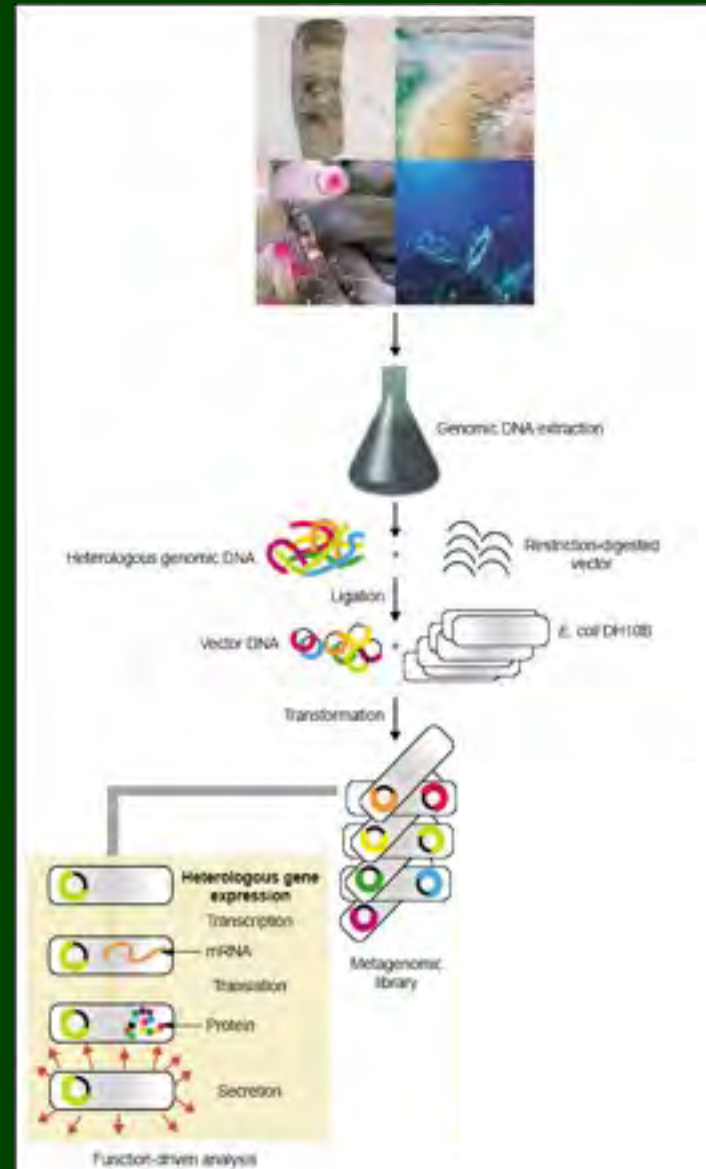 Genomic DNA extraction
Heterologous genomic DNA
+
Restriction-digested
vector
Ligation
Vector DNA
+
E. coli DH10B
Transformation
Heterologous gene
expression
Transcription
mRNA
Translation
Protein
Secretion
Metagenomic
library
Function-driven analysis